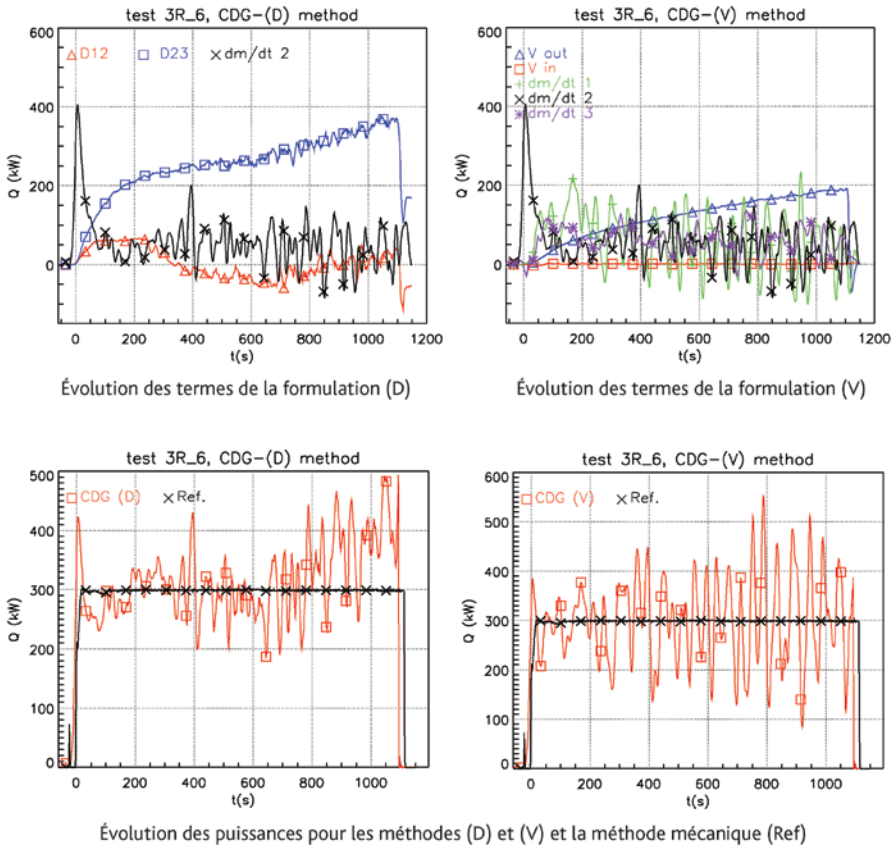 test 3R_6, CDG-(D) method
600
400
200
0
Q (kW)
D12 D23 dm/dt 2
0 200 400 600 800 1000 1200
t(s)
Évolution des termes de la formulation (D)
test 3R_6, CDG-(V) method
600
400
200
0
Q (kW)
V out
V in
dm/dt 1
dm/dt 2
dm/dt 3
0 200 400 600 800 1000 1200
t(s)
Évolution des termes de la formulation (V)
test 3R_6, CDG-(D) method
500
400
300
200
100
0
Q (kW)
CDG (D) Ref.
0 200 400 600 800 1000
t(s)
test 3R_6, CDG-(V) method
600
500
400
300
200
100
0
Q (kW)
CDG (V) Ref.
0 200 400 600 800 1000
t(s)
Évolution des puissances pour les méthodes (D) et (V) et la méthode mécanique (Ref)